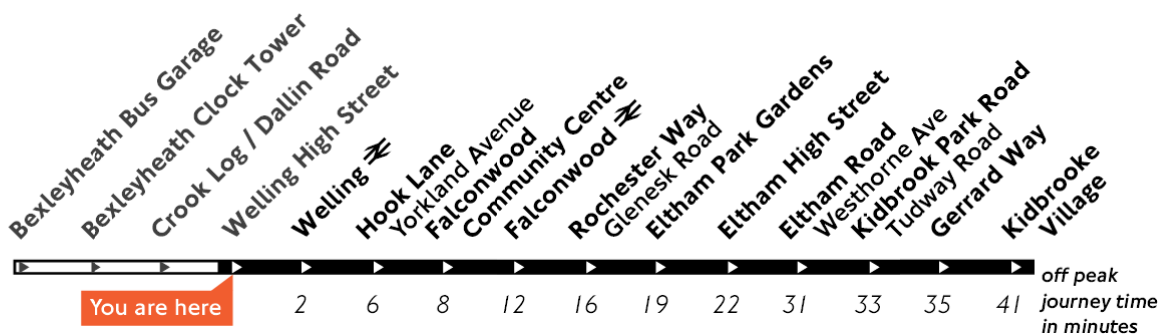 Bexleyheath Bus Garage
Bexleyheath Clock Tower
Crook Log / Dallin Road
Welling High Street
Welling
Hook Lane
Yorkland Avenue
Falconwood
Community Centre
Falconwood
Rochester Way
Glenesk Road
Eltham Park Gardens
Eltham High Street
Eltham Road
Westhorne Ave
Kidbrook Park Road
Tudway Road
Gerrard Way
Kidbrooke
Village
You are here
2 6 8 12 16 19 22 31 33 35 41
off peak
journey time
in minutes